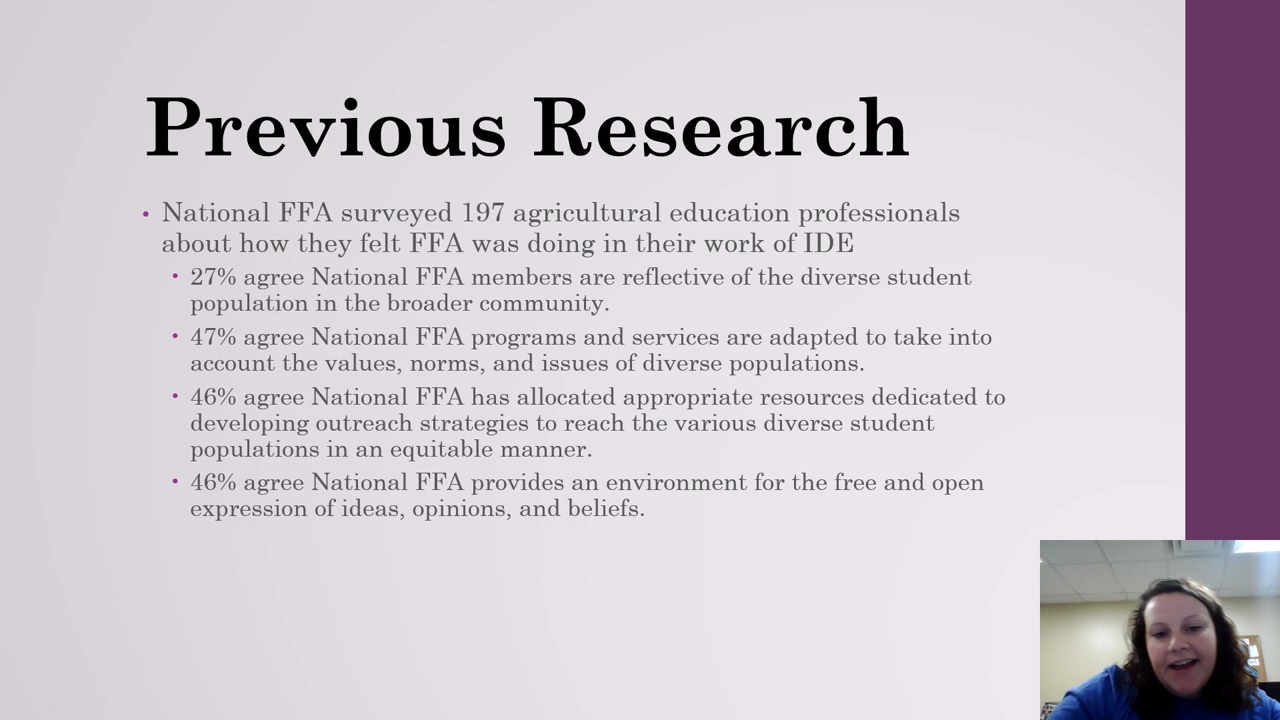 Previous Research
• National FFA surveyed 197 agricultural education professionals
about how they felt FFA was doing in their work of IDE
• 27% agree National FFA members are reflective of the diverse student
population in the broader community.
• 47% agree National FFA programs and services are adapted to take into
account the values, norms, and issues of diverse populations.
• 46% agree National FFA has allocated appropriate resources dedicated to
developing outreach strategies to reach the various diverse student
populations in an equitable manner.
• 46% agree National FFA provides an environment for the free and open
expression of ideas, opinions, and beliefs.